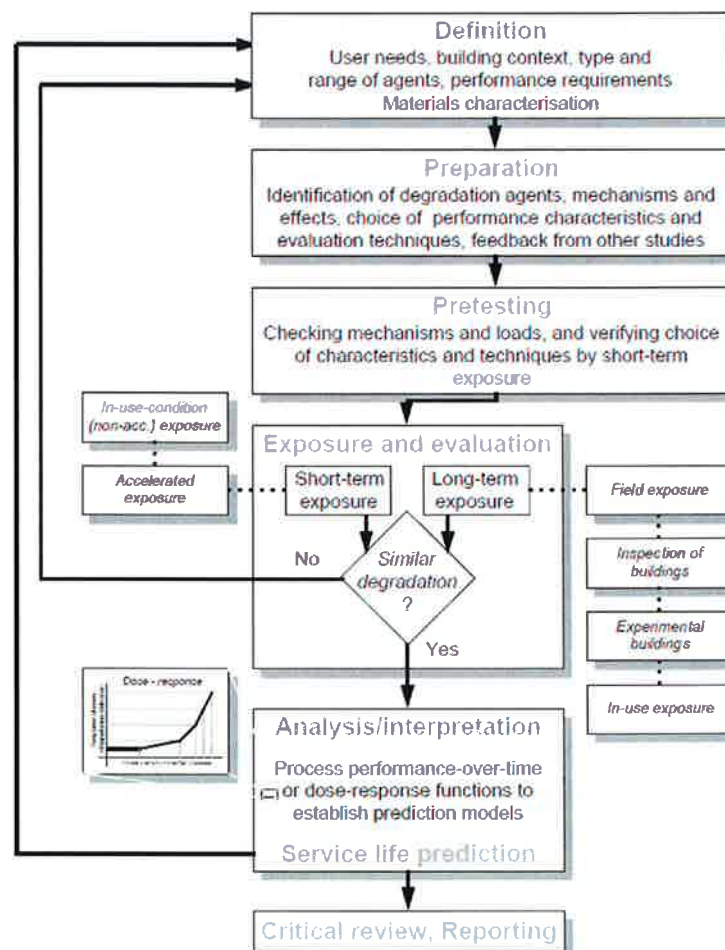 Definition
User needs, building context, type and
range of agents, performance requirements
Materials characterisation
Preparation
Identification of degradation agents, mechanisms and
effects, choice of performance characteristics and
evaluation techniques, feedback from other studies
Pretesting
Checking mechanisms and loads, and verifying choice
of characteristics and techniques by short-term
exposure
In-use-condition
(non-acc.) exposure
Accelerated
exposure
Exposure and evaluation
Short-term
exposure
Long-term
exposure
Field exposure
Inspection of
buildings
Experimental
buildings
In-use exposure
No
Similar
degradation
?
Yes
Dose - response
Analysis/interpretation
Process performance-over-time
or dose-response functions to
establish prediction models
Service life prediction
Critical review, Reporting